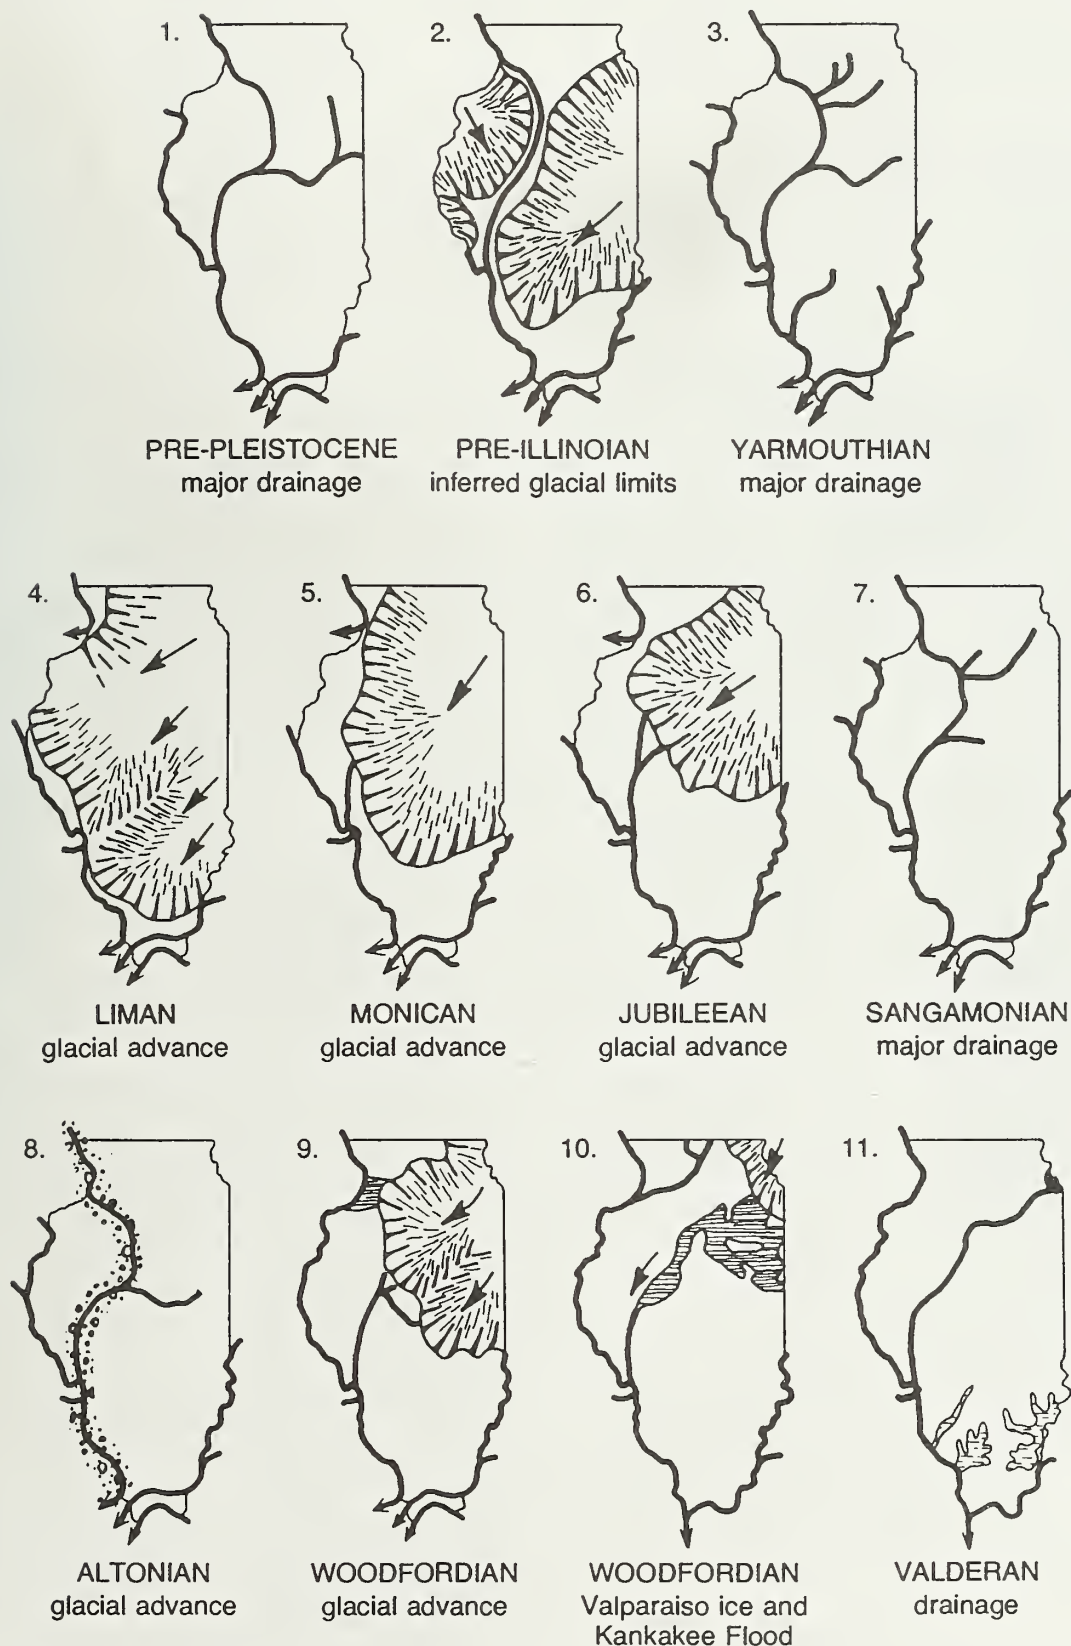 1.
2.
3.
PRE-PLEISTOCENE
major drainage
PRE-ILLINOIAN
inferred glacial limits
YARMOUTHIAN
major drainage
4.
5.
6.
7.
LIMAN
glacial advance
MONICAN
glacial advance
JUBILEEAN
glacial advance
SANGAMONIAN
major drainage
8.
9.
10.
11.
ALTONIAN
glacial advance
WOODFORDIAN
glacial advance
WOODFORDIAN
Valparaiso ice and
Kankakee Flood
VALDERAN
drainage